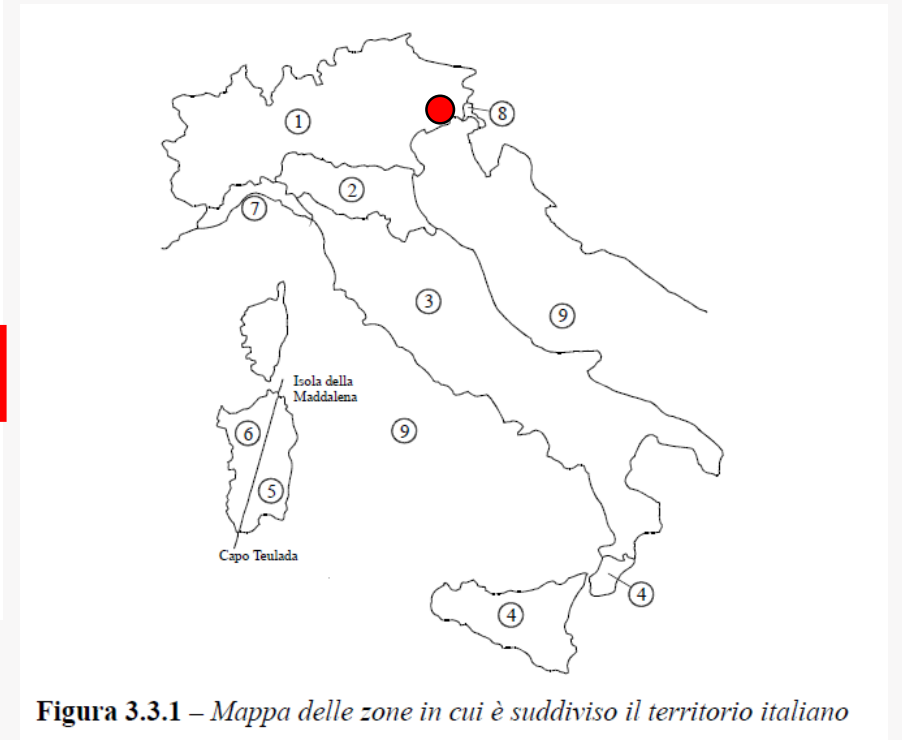 1
8
2
7
3
9
Isola della
Maddalena
6
9
5
Capo Teulada
4
4
Figura 3.3.1 – Mappa delle zone in cui è suddiviso il territorio italiano